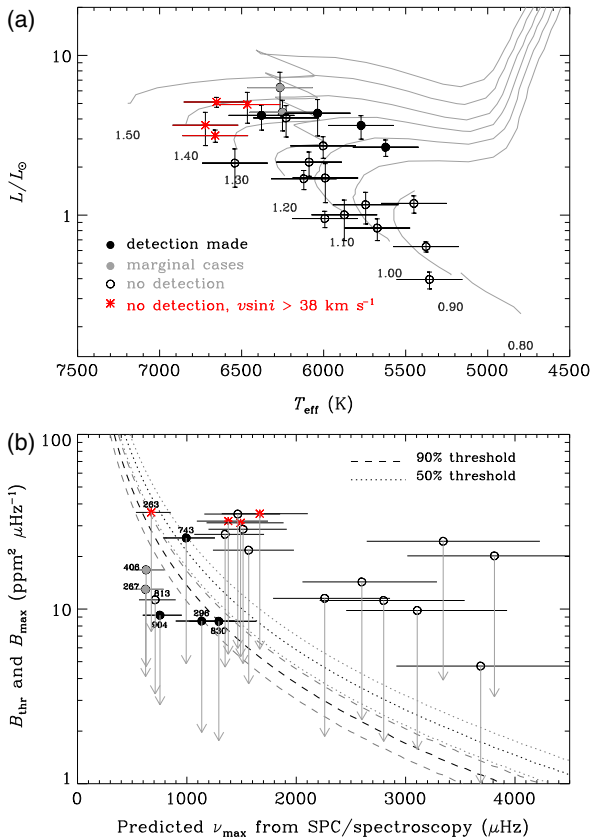 (a)
10
1
L/L⊙
1.50
1.40
1.30
1.20
1.10
1.00
0.90
0.80
detection made
marginal cases
no detection
no detection, vsini > 38 km s⁻¹
7500 7000 6500 6000 5500 5000 4500
Teff (K)
(b)
100
10
1
Bthr and Bmax (ppm² μHz⁻¹)
90% threshold
50% threshold
263
743
406
267
813
904
296
830
0 1000 2000 3000 4000
Predicted νmax from SPC/spectroscopy (μHz)